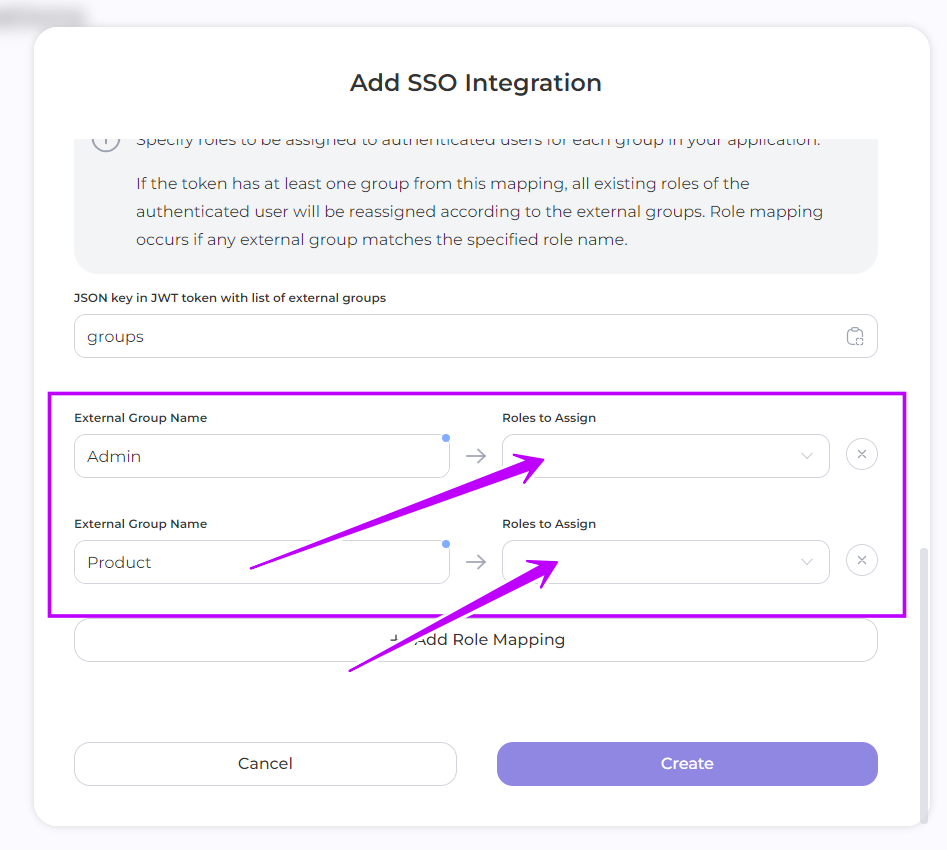 Add SSO Integration
Specify roles to be assigned to authenticated users for each group in your application.
If the token has at least one group from this mapping, all existing roles of the
authenticated user will be reassigned according to the external groups. Role mapping
occurs if any external group matches the specified role name.
JSON key in JWT token with list of external groups
groups
External Group Name Roles to Assign
Admin
External Group Name Roles to Assign
Product
+ Add Role Mapping
Cancel Create